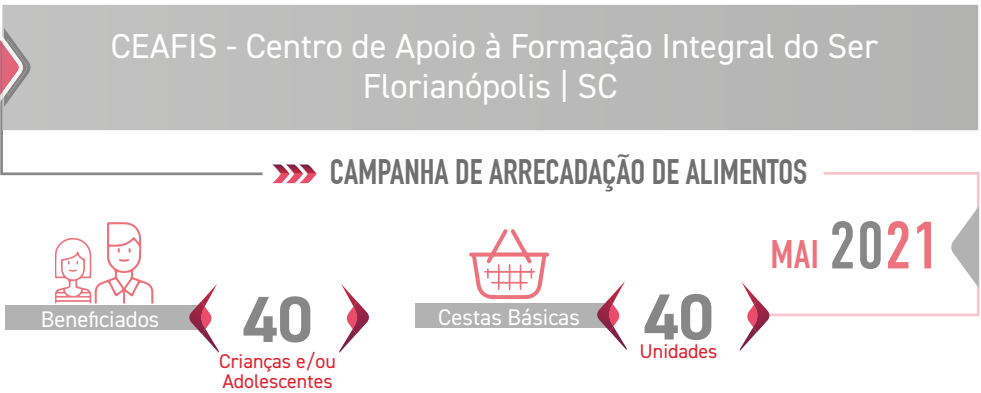 CEAFIS - Centro de Apoio à Formação Integral do Ser
Florianópolis | SC
CAMPANHA DE ARRECADAÇÃO DE ALIMENTOS
MAI 2021
Beneficiados
40
Crianças e/ou
Adolescentes
Cestas Básicas
40
Unidades